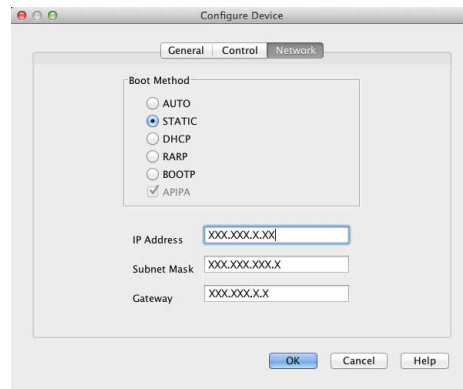 Configure Device
General Control Network
Boot Method
AUTO
STATIC
DHCP
RARP
BOOTP
APIPA
IP Address XXX.XXX.X.XX
Subnet Mask XXX.XXX.XXX.X
Gateway XXX.XXX.X.X
OK Cancel Help